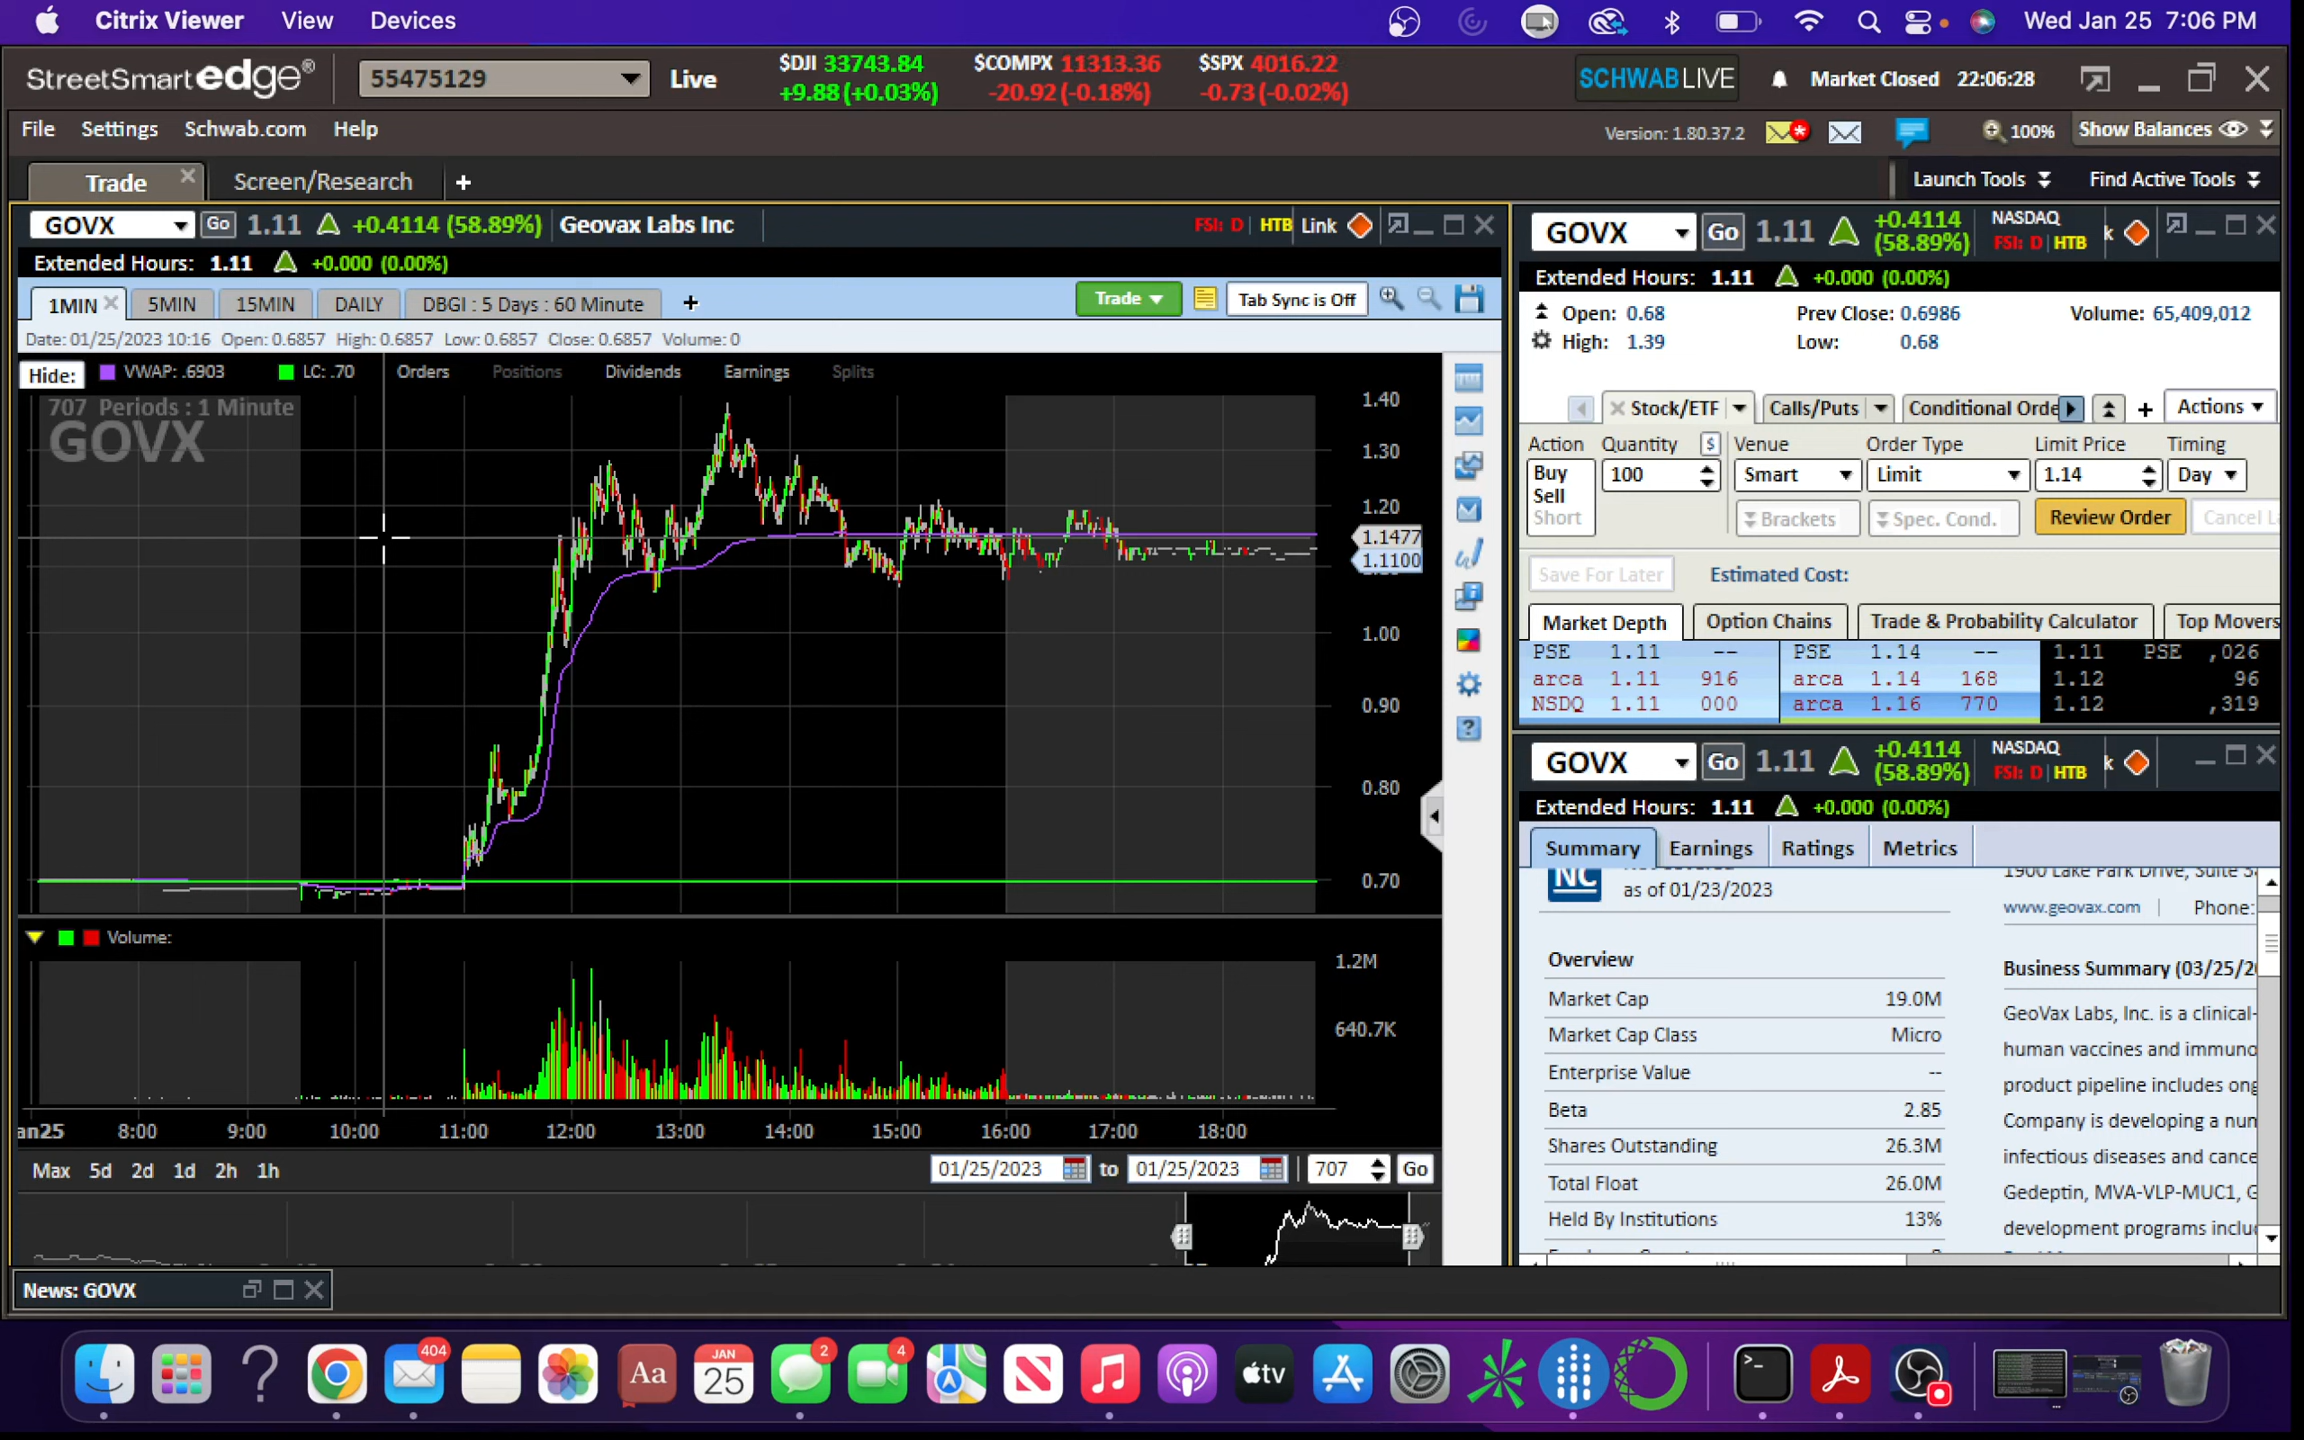 Citrix Viewer View Devices Wed Jan 25 7:06 PM
StreetSmart edge® 55475129 Live $DJI 33743.84 $COMPX 11313.36 $SPX 4016.22 SCHWAB LIVE Market Closed 22:06:28
+9.88 (+0.03%) -20.92 (-0.18%) -0.73 (-0.02%)
File Settings Schwab.com Help Version: 1.80.37.2 100% Show Balances
Trade Screen/Research + Launch Tools Find Active Tools
GOVX Go 1.11 +0.4114 (58.89%) Geovax Labs Inc FSI: D | HTB Link
Extended Hours: 1.11 +0.000 (0.00%)
1MIN 5MIN 15MIN DAILY DBGI : 5 Days : 60 Minute + Trade Tab Sync is Off
Date: 01/25/2023 10:16 Open: 0.6857 High: 0.6857 Low: 0.6857 Close: 0.6857 Volume: 0
Hide: VWAP: .6903 LC: .70 Orders Positions Dividends Earnings Splits
707 Periods : 1 Minute
GOVX
1.40
1.30
1.20
1.1477
1.1100
1.00
0.90
0.80
0.70
Volume:
1.2M
640.7K
an25 8:00 9:00 10:00 11:00 12:00 13:00 14:00 15:00 16:00 17:00 18:00
Max 5d 2d 1d 2h 1h 01/25/2023 to 01/25/2023 707 Go
News: GOVX
GOVX Go 1.11 +0.4114 (58.89%) NASDAQ FSI: D | HTB k
Extended Hours: 1.11 +0.000 (0.00%)
Open: 0.68 Prev Close: 0.6986 Volume: 65,409,012
High: 1.39 Low: 0.68
Stock/ETF Calls/Puts Conditional Orde + Actions
Action Quantity $ Venue Order Type Limit Price Timing
Buy 100 Smart Limit 1.14 Day
Sell
Short Brackets Spec. Cond. Review Order Cancel La
Save For Later Estimated Cost:
Market Depth Option Chains Trade & Probability Calculator Top Movers
PSE 1.11 -- PSE 1.14 -- 1.11 PSE ,026
arca 1.11 916 arca 1.14 168 1.12 96
NSDQ 1.11 000 arca 1.16 770 1.12 ,319
GOVX Go 1.11 +0.4114 (58.89%) NASDAQ FSI: D | HTB k
Extended Hours: 1.11 +0.000 (0.00%)
Summary Earnings Ratings Metrics
NC
as of 01/23/2023
Overview
Market Cap 19.0M
Market Cap Class Micro
Enterprise Value --
Beta 2.85
Shares Outstanding 26.3M
Total Float 26.0M
Held By Institutions 13%
1900 Lake Park Drive, Suite 3
www.geovax.com | Phone:
Business Summary (03/25/2
GeoVax Labs, Inc. is a clinical-
human vaccines and immuno
product pipeline includes ong
Company is developing a num
infectious diseases and cance
Gedeptin, MVA-VLP-MUC1, G
development programs inclu
404
Aa
JAN
25
2
4
tv